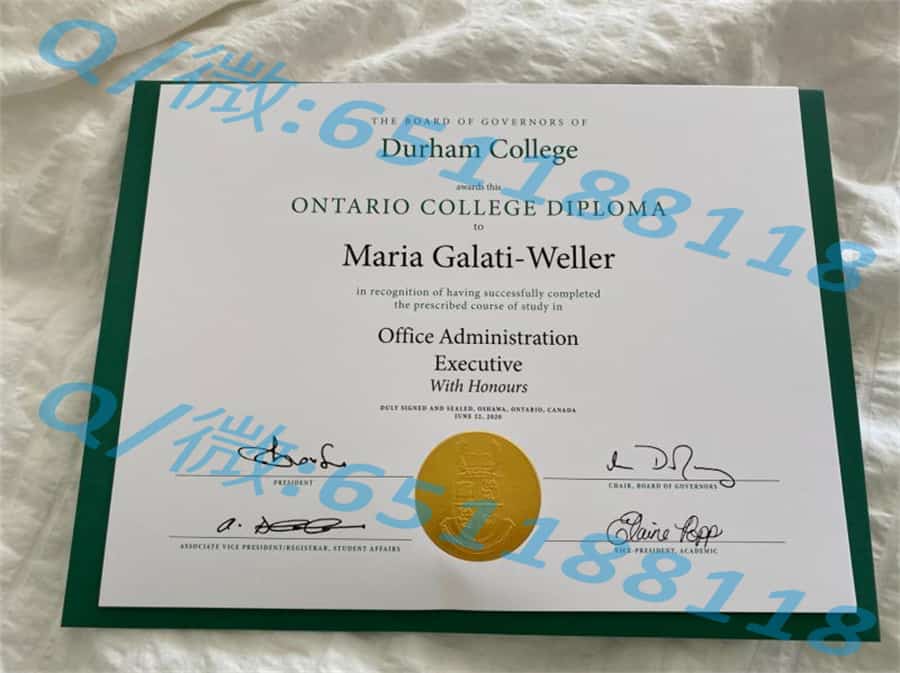 Q/微:651188118
THE BOARD OF GOVERNORS OF
Durham College
awards this
ONTARIO COLLEGE DIPLOMA
to
Maria Galati-Weller
in recognition of having successfully completed
the prescribed course of study in
Office Administration
Executive
With Honours
DULY SIGNED AND SEALED, OSHAWA, ONTARIO, CANADA
JUNE 12, 2020
Q/微:651188118
PRESIDENT
CHAIR, BOARD OF GOVERNORS
Elaine Popp
ASSOCIATE VICE PRESIDENT/REGISTRAR, STUDENT AFFAIRS
VICE-PRESIDENT, ACADEMIC